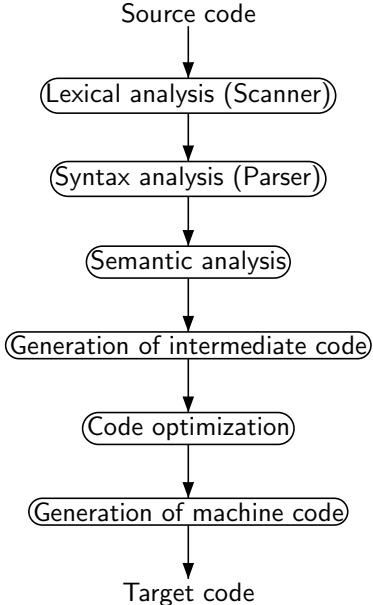 Source code
Lexical analysis (Scanner)
Syntax analysis (Parser)
Semantic analysis
Generation of intermediate code
Code optimization
Generation of machine code
Target code